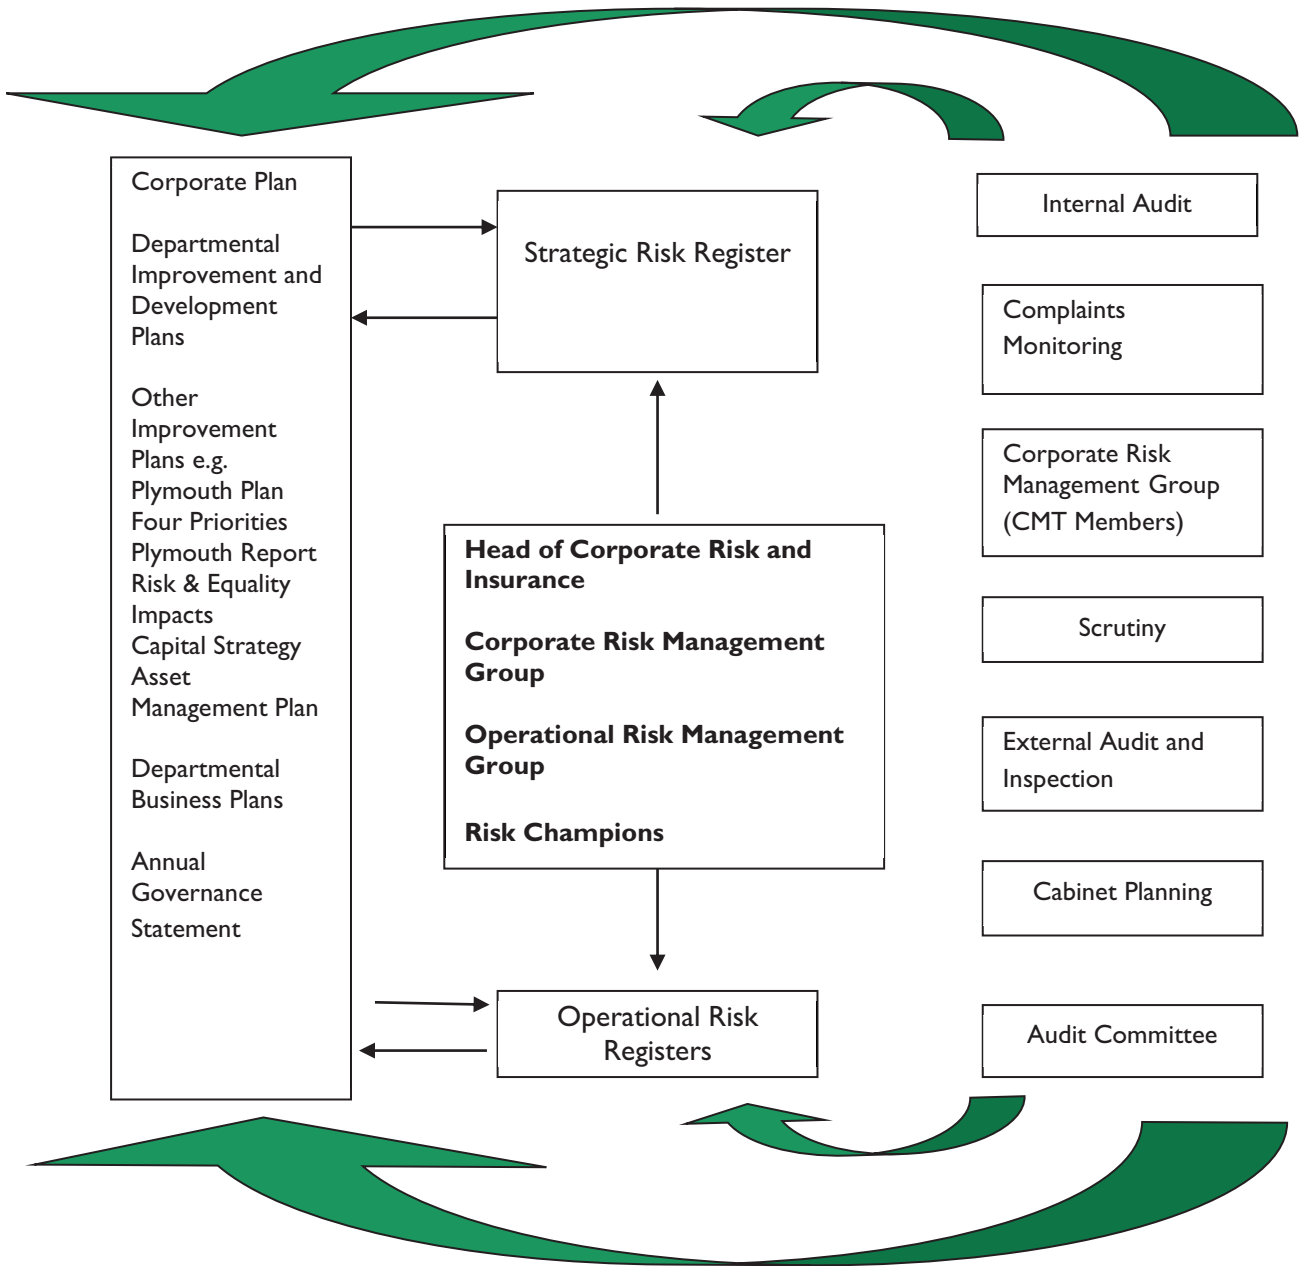 Corporate Plan
Departmental
Improvement and
Development
Plans
Other
Improvement
Plans e.g.
Plymouth Plan
Four Priorities
Plymouth Report
Risk & Equality
Impacts
Capital Strategy
Asset
Management Plan
Departmental
Business Plans
Annual
Governance
Statement
Strategic Risk Register
Head of Corporate Risk and
Insurance
Corporate Risk Management
Group
Operational Risk Management
Group
Risk Champions
Operational Risk
Registers
Internal Audit
Complaints
Monitoring
Corporate Risk
Management Group
(CMT Members)
Scrutiny
External Audit and
Inspection
Cabinet Planning
Audit Committee